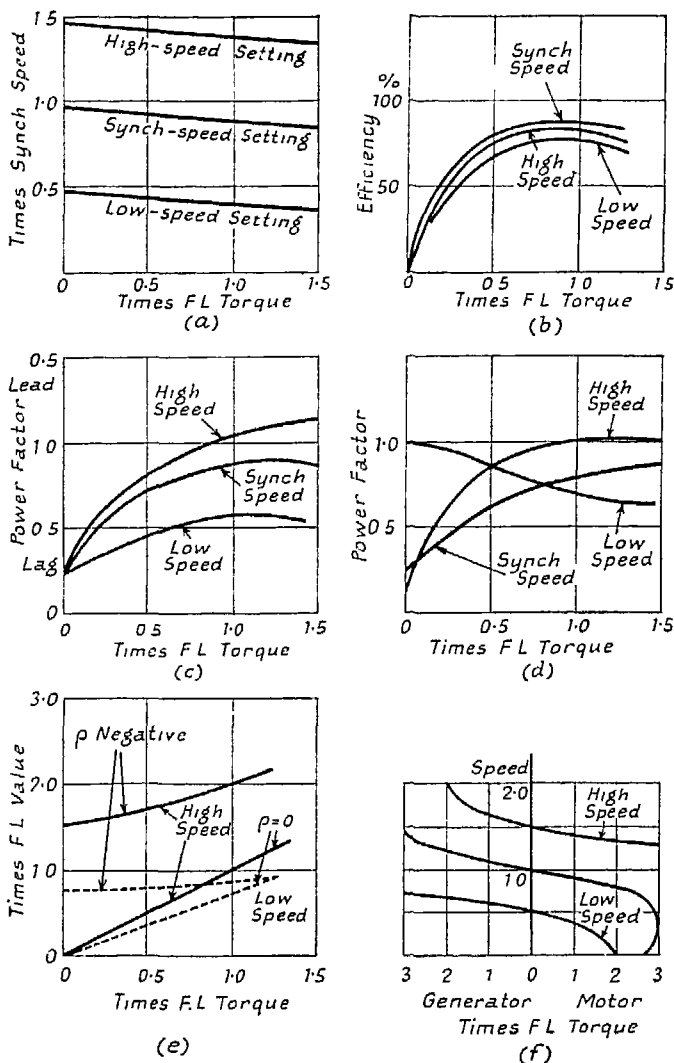 1.5
High-speed Setting
1.0
Synch-speed Setting
0.5
Low-speed Setting
Times Synch Speed
0
0.5
1.0
1.5
Times FL Torque
(a)
%
100
50
Efficiency
Synch Speed
High Speed
Low Speed
0
0.5
1.0
1.5
Times FL Torque
(b)
0.5
Lead
1.0
0.5
Lag
0
Power Factor
High Speed
Synch Speed
Low Speed
0
0.5
1.0
1.5
Times FL Torque
(c)
1.0
0.5
Power Factor
High Speed
Low Speed
Synch Speed
0
0.5
1.0
1.5
Times FL Torque
(d)
3.0
2.0
1.0
0
Times FL Value
ρ Negative
High Speed
ρ=0
Low Speed
0
0.5
1.0
1.5
Times F.L Torque
(e)
Speed
2.0
High Speed
1.0
Low Speed
3 2 1 0 1 2 3
Generator Motor
Times FL Torque
(f)